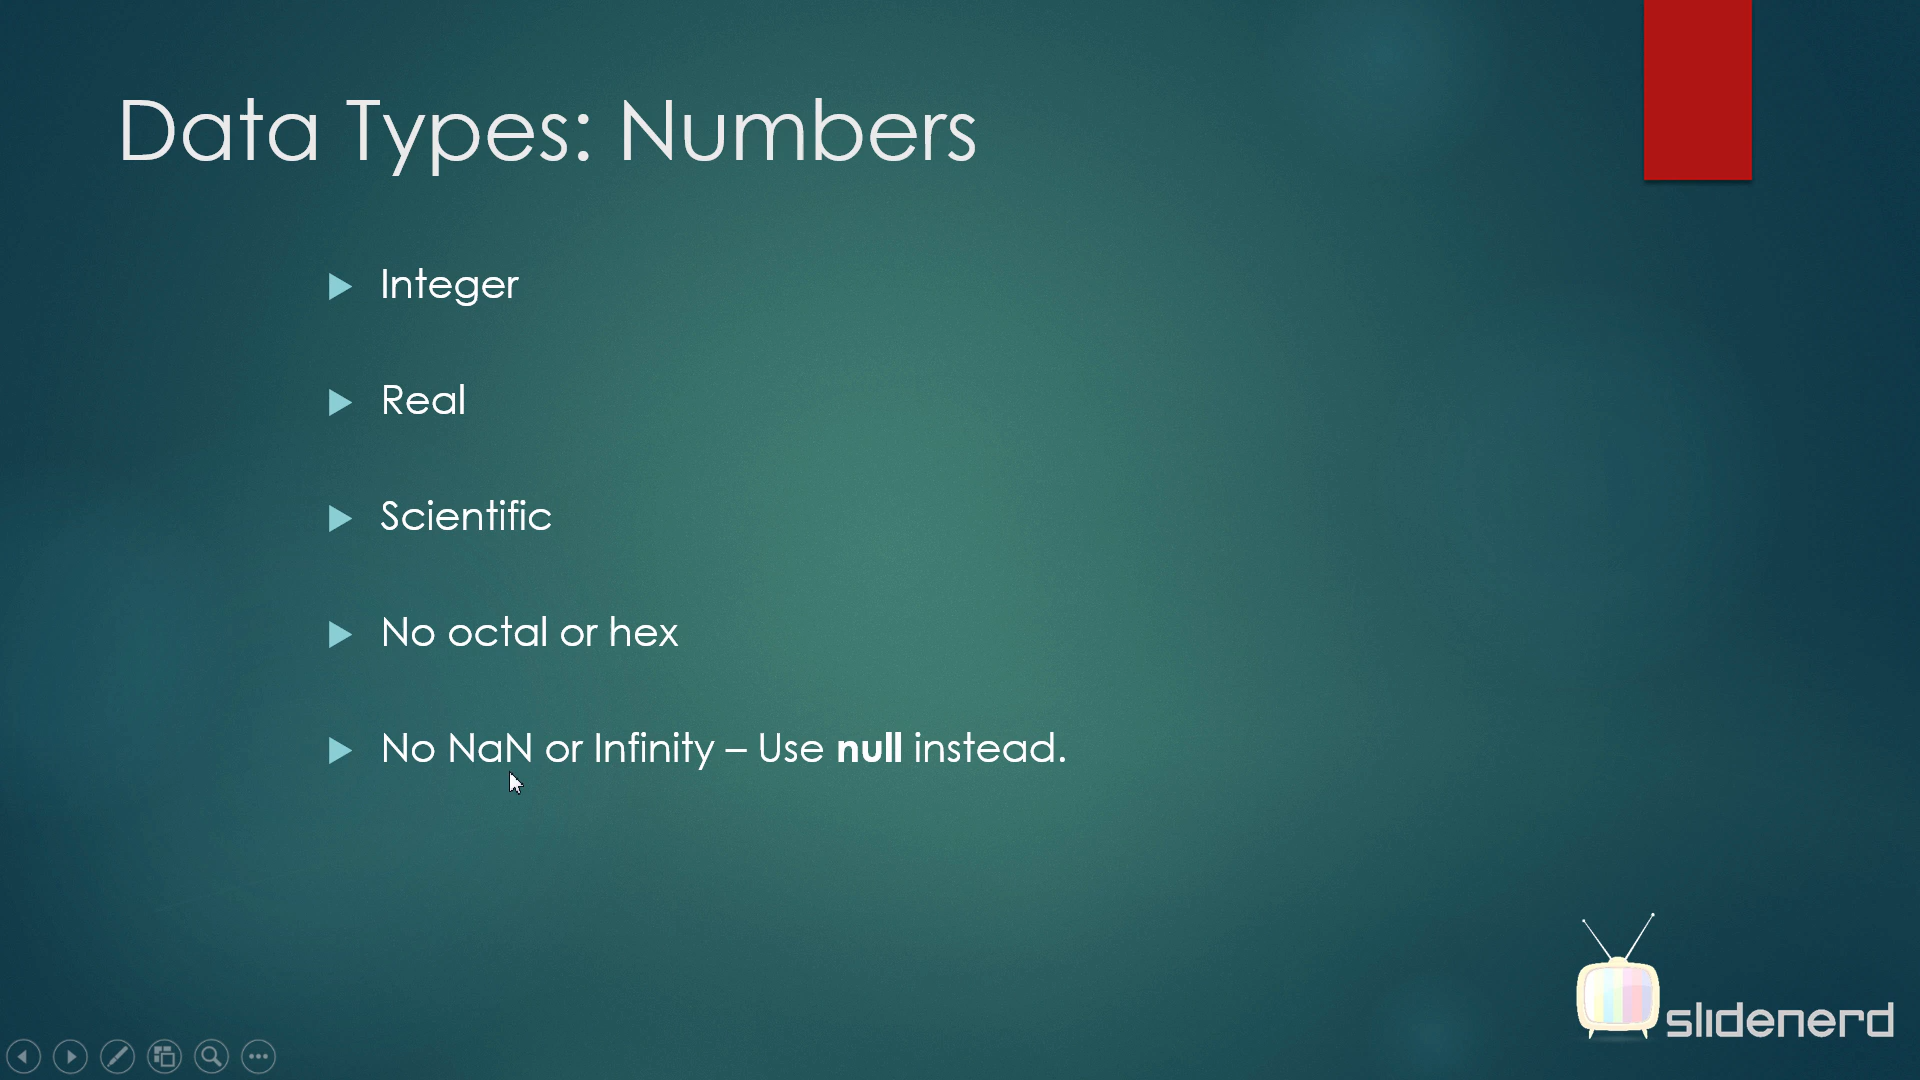 Data Types: Numbers
Integer
Real
Scientific
No octal or hex
No NaN or Infinity – Use null instead.
slidenerd